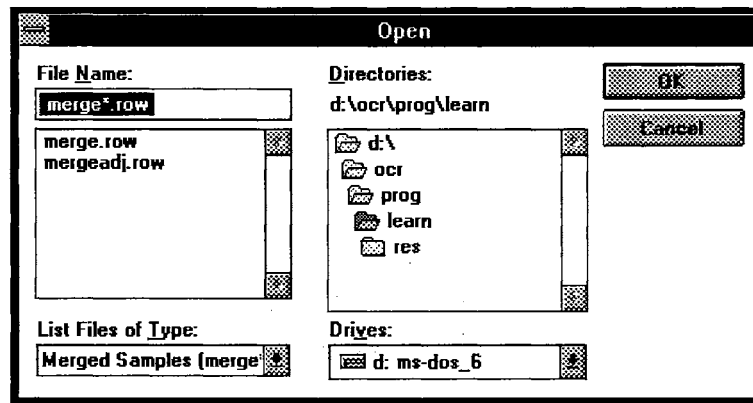 Open
File Name:
merge*.row
merge.row
mergeadj.row
List Files of Type:
Merged Samples (merge*
Directories:
d:\ocr\prog\learn
d:\
ocr
prog
learn
res
Drives:
d: ms-dos_6
OK
Cancel